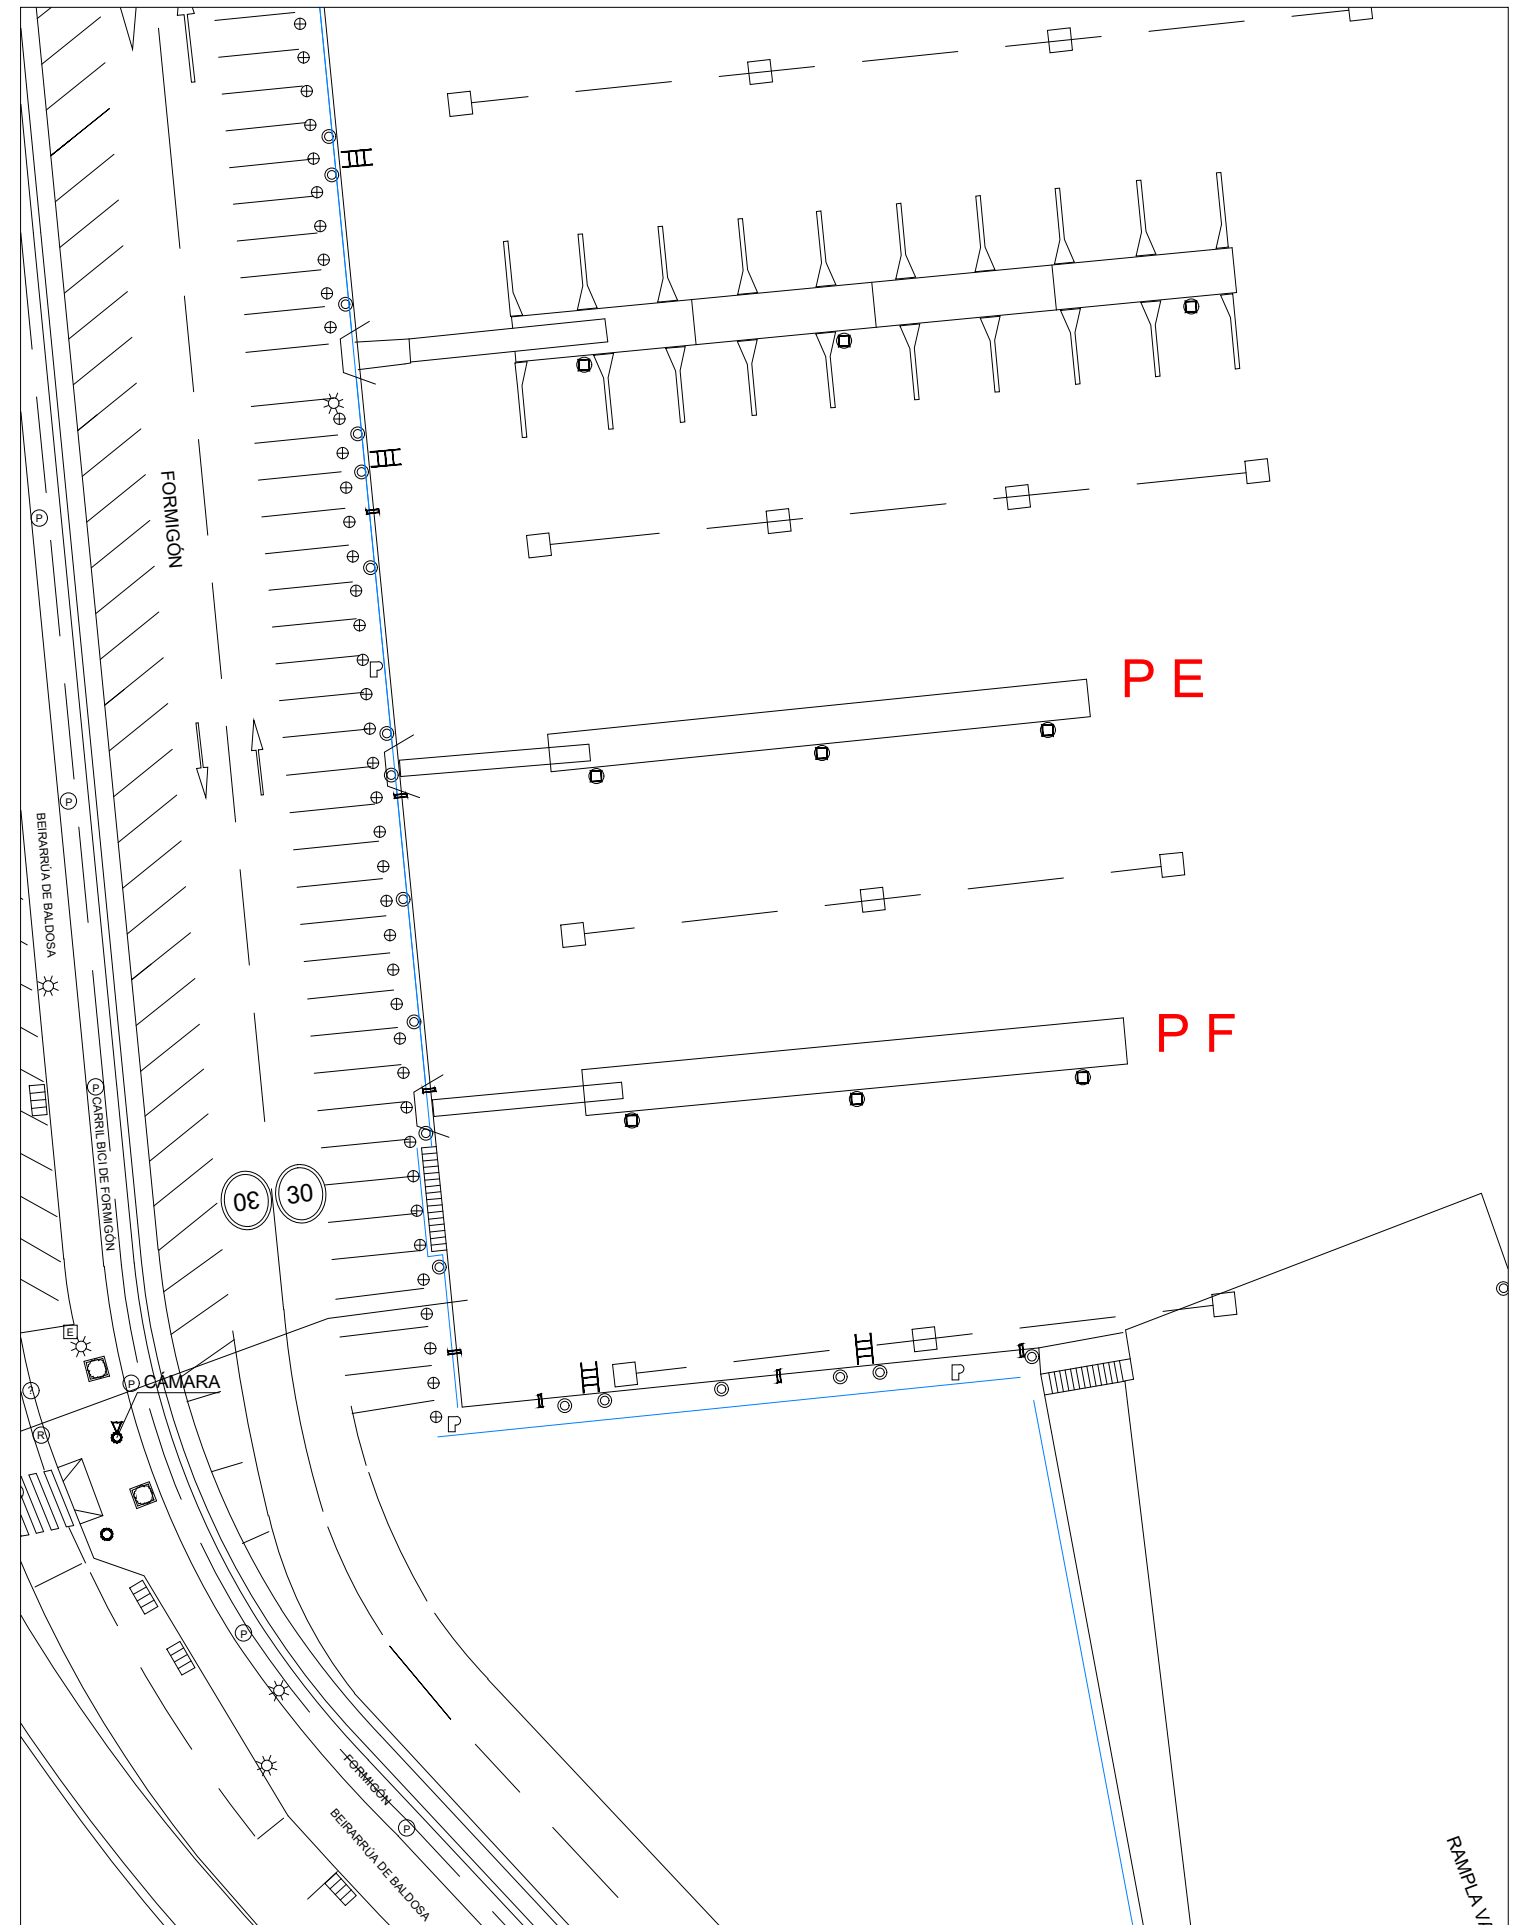 FORMIGÓN
P
P E
P
BEIRARRÚA DE BALDOSA
P F
P
CARRIL BICI DE FORMIGÓN
30
30
E
P
CÁMARA
?
R
P
FORMIGÓN
P
BEIRARRÚA DE BALDOSA
RAMPLA